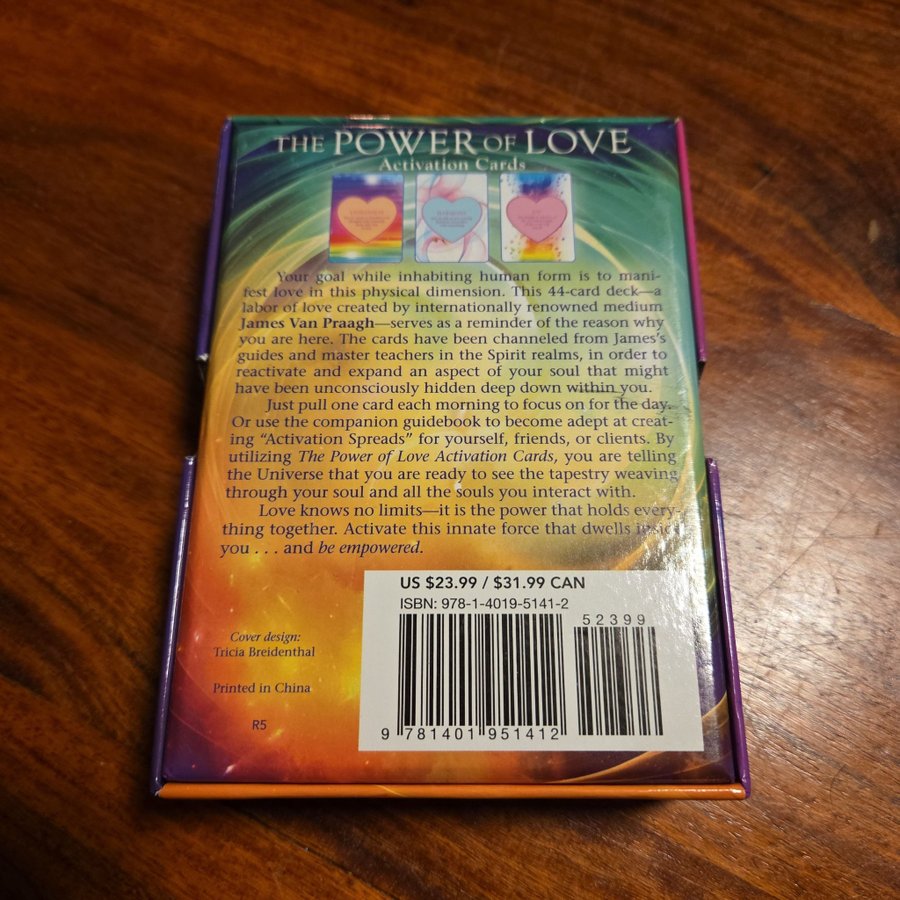 THE POWER OF LOVE
Activation Cards
HARMONY
JOY
Your goal while inhabiting human form is to mani-
fest love in this physical dimension. This 44-card deck—a
labor of love created by internationally renowned medium
James Van Praagh—serves as a reminder of the reason why
you are here. The cards have been channeled from James's
guides and master teachers in the Spirit realms, in order to
reactivate and expand an aspect of your soul that might
have been unconsciously hidden deep down within you.
Just pull one card each morning to focus on for the day.
Or use the companion guidebook to become adept at creat-
ing “Activation Spreads” for yourself, friends, or clients. By
utilizing The Power of Love Activation Cards, you are telling
the Universe that you are ready to see the tapestry weaving
through your soul and all the souls you interact with.
Love knows no limits—it is the power that holds every-
thing together. Activate this innate force that dwells inside
you . . . and be empowered.
US $23.99 / $31.99 CAN
ISBN: 978-1-4019-5141-2
52399
9 781401 951412
Cover design:
Tricia Breidenthal
Printed in China
R5